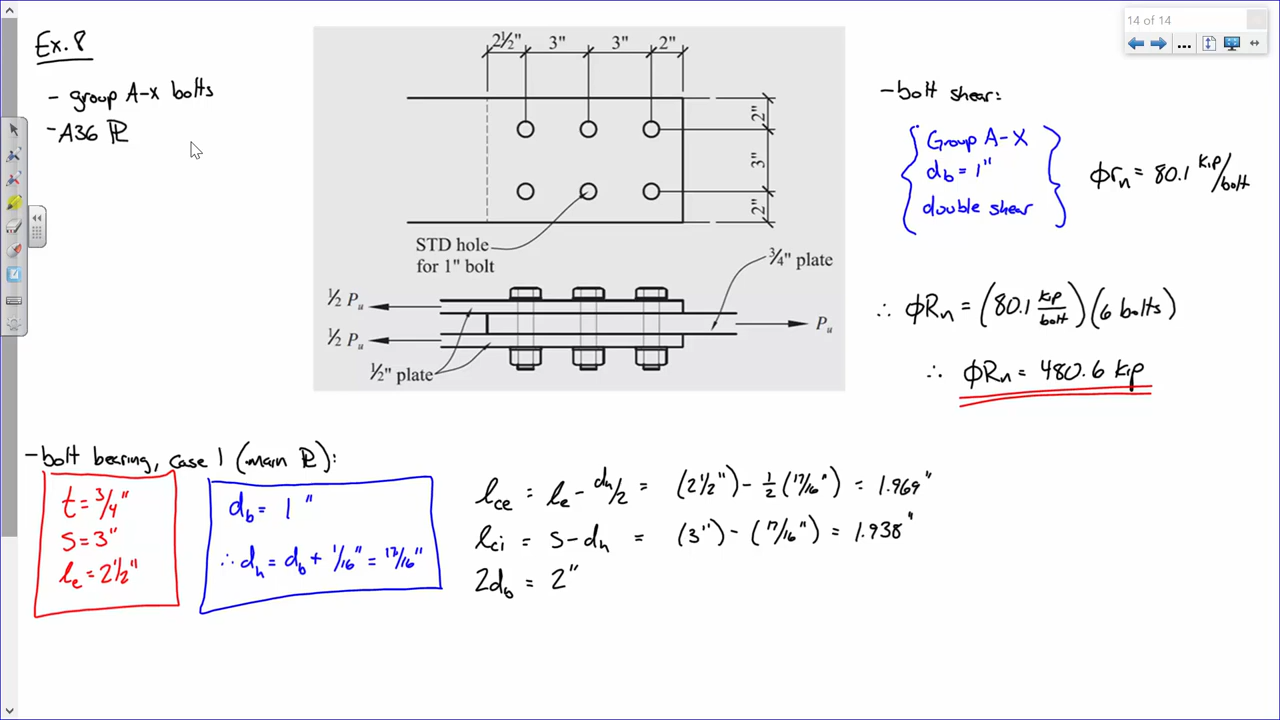 14 of 14
Ex. 8
- group A-X bolts
- A36 PL
2½" 3" 3" 2"
2"
3"
2"
STD hole
for 1" bolt
¾" plate
½ Pu
½ Pu
Pu
½" plate
- bolt shear:
Group A-X
db = 1"
double shear
ϕrn = 80.1 kip/bolt
∴ ϕRn = (80.1 kip/bolt)(6 bolts)
∴ ϕRn = 480.6 kip
- bolt bearing, case 1 (main PL):
t = ¾"
s = 3"
le = 2½"
db = 1"
∴ dh = db + 1/16" = 17/16"
lce = le - dh/2 = (2½") - ½(17/16") = 1.969"
lci = s - dh = (3") - (17/16") = 1.938"
2db = 2"